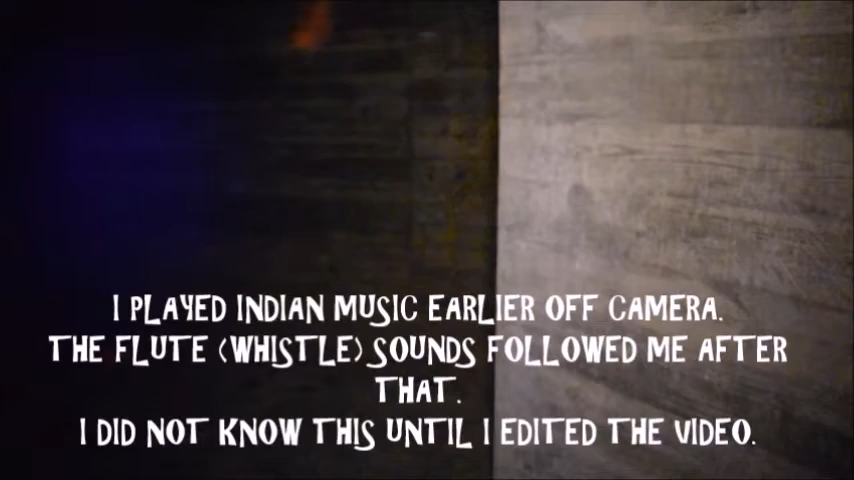 I PLAYED INDIAN MUSIC EARLIER OFF CAMERA.
THE FLUTE (WHISTLE) SOUNDS FOLLOWED ME AFTER
THAT.
I DID NOT KNOW THIS UNTIL I EDITED THE VIDEO.